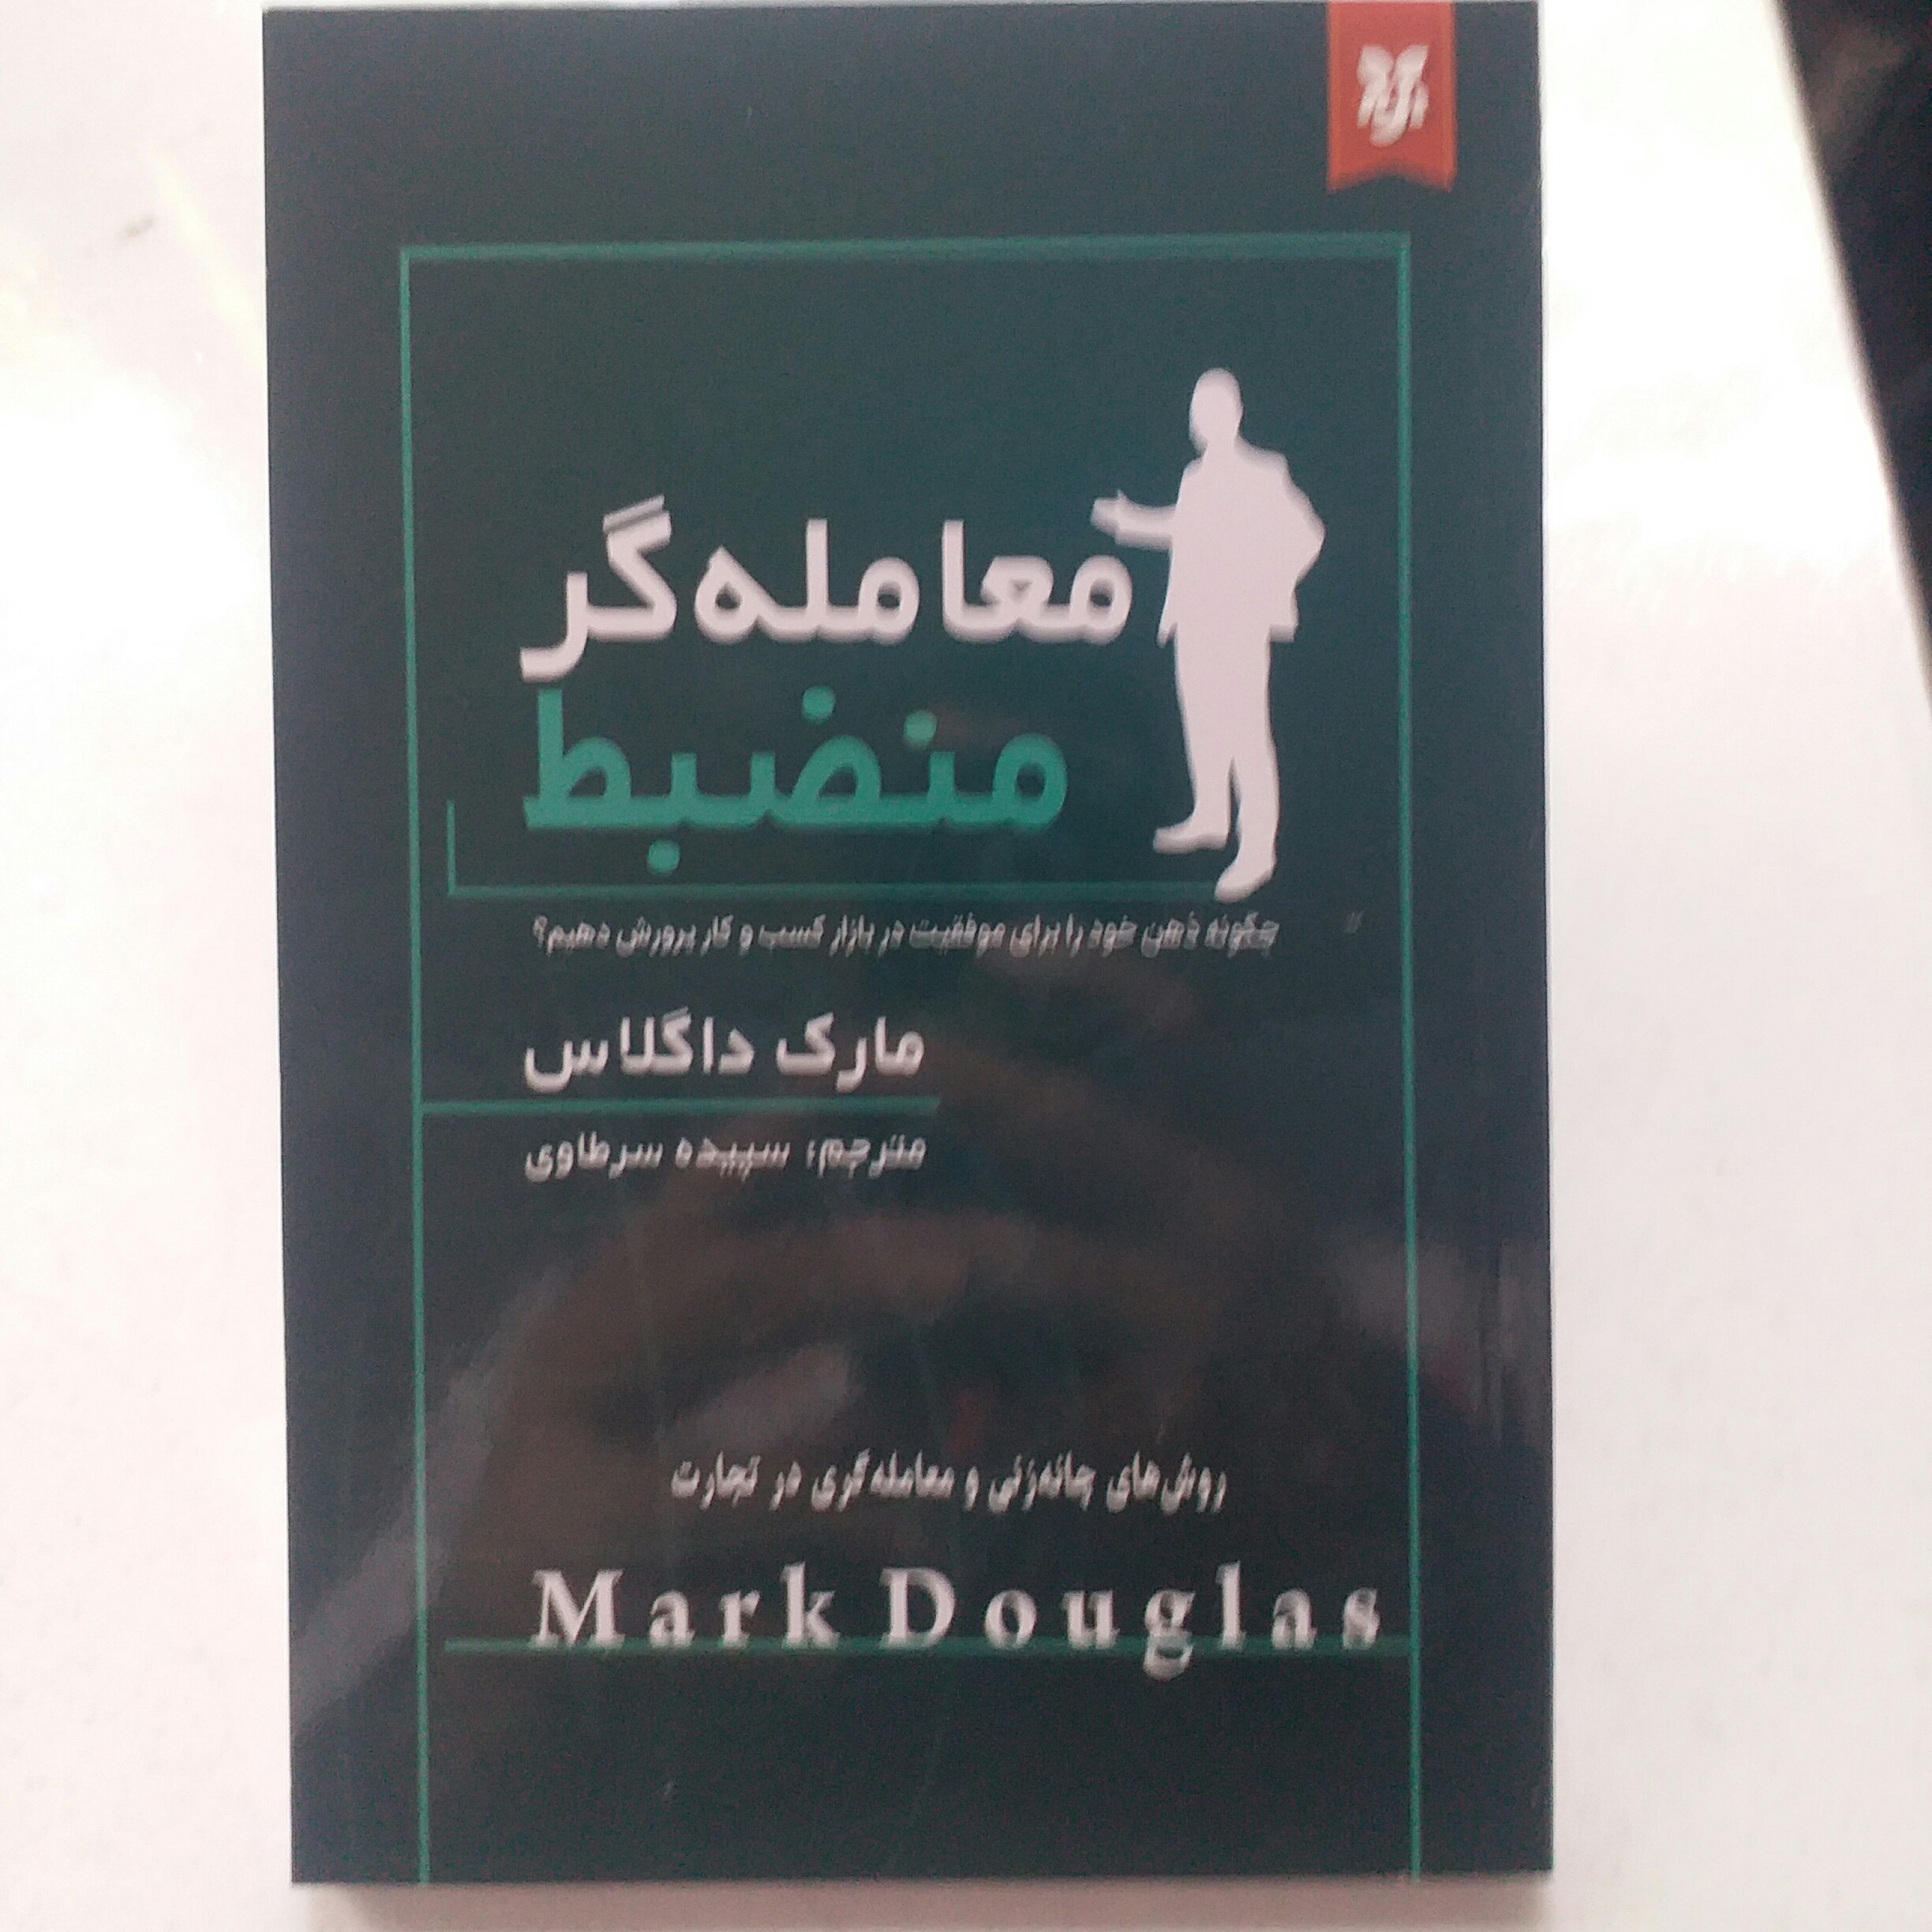 معامله‌گر
منضبط
چگونه ذهن خود را برای موفقیت در بازار کسب و کار پرورش دهیم؟
مارک داگلاس
مترجم: سپیده سرطاوی
روش‌های چانه‌زنی و معامله‌گری در تجارت
Mark Douglas